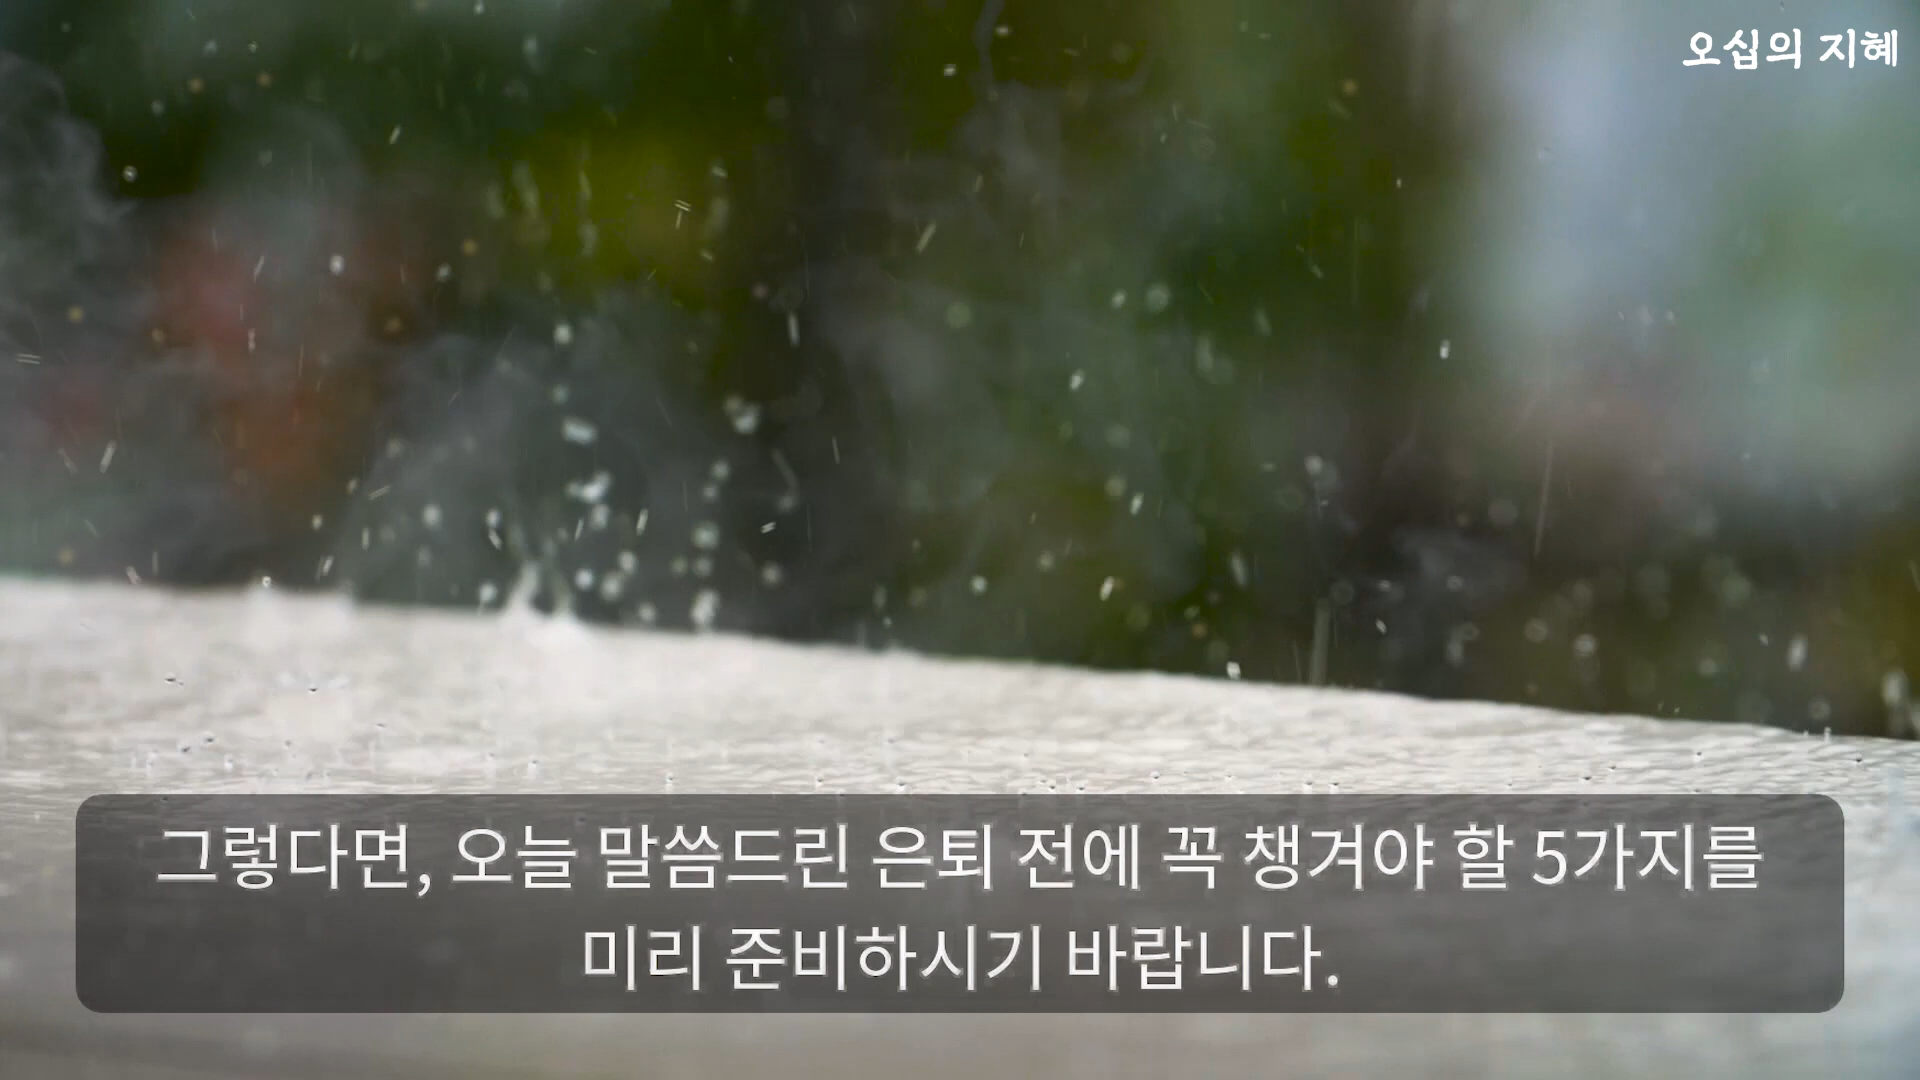 오십의 지혜
그렇다면, 오늘 말씀드린 은퇴 전에 꼭 챙겨야 할 5가지를
미리 준비하시기 바랍니다.